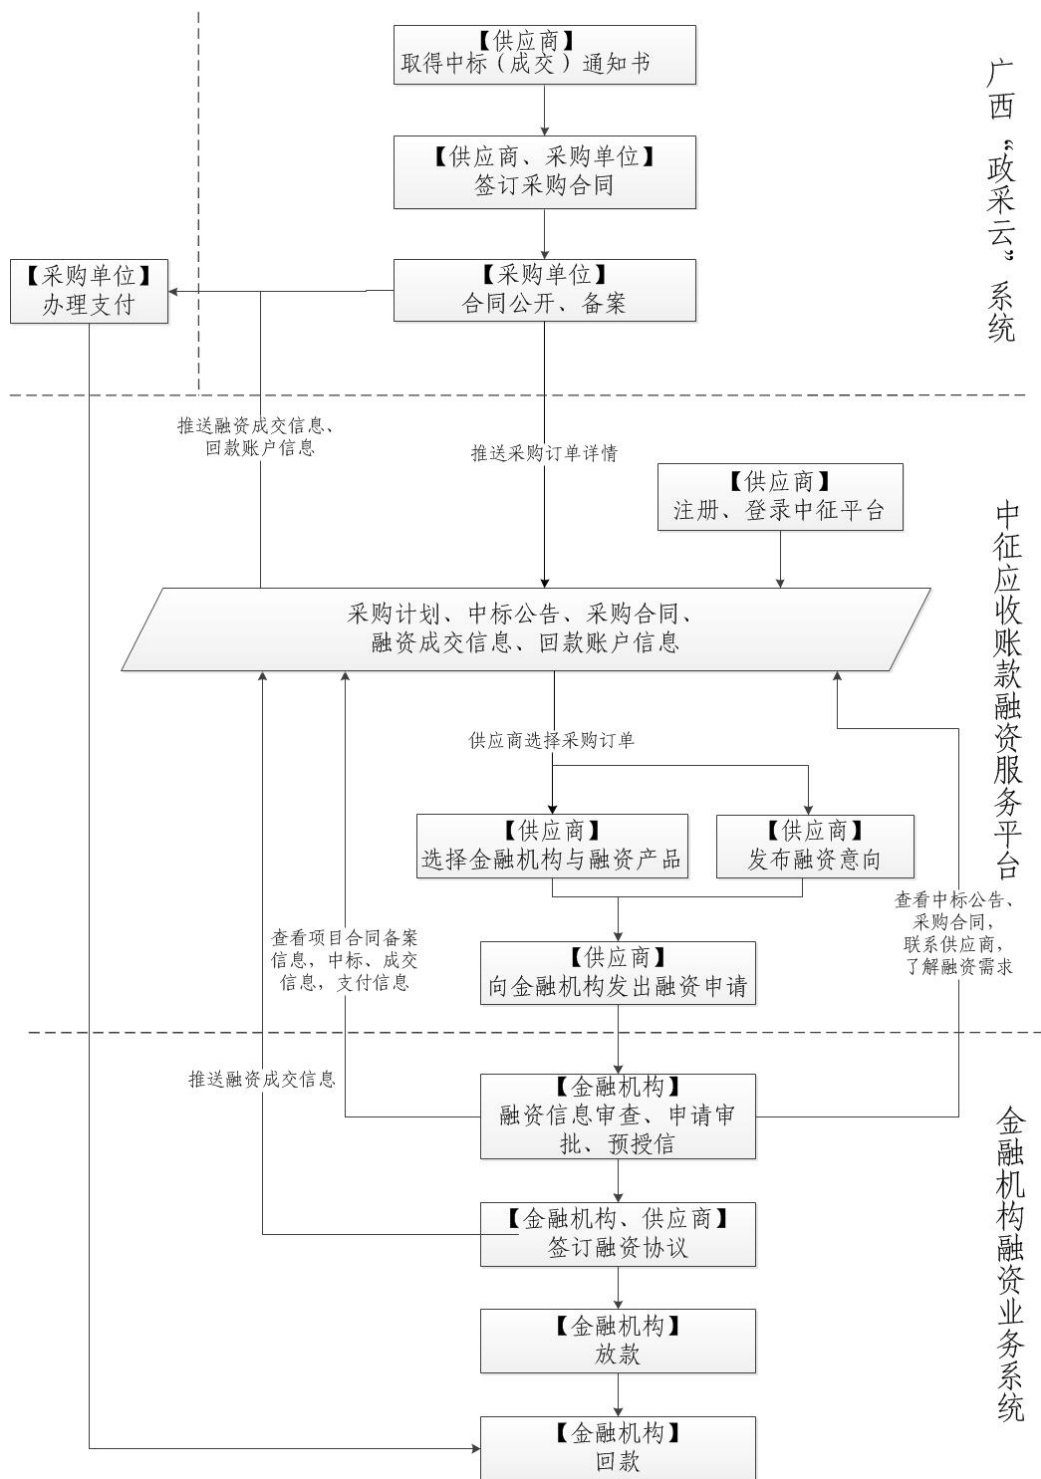 【供应商】
取得中标（成交）通知书
广西“政采云”系统
【供应商、采购单位】
签订采购合同
【采购单位】
办理支付
【采购单位】
合同公开、备案
推送融资成交信息、
回款账户信息
推送采购订单详情
【供应商】
注册、登录中征平台
中征应收账款融资服务平台
采购计划、中标公告、采购合同、
融资成交信息、回款账户信息
供应商选择采购订单
【供应商】
选择金融机构与融资产品
【供应商】
发布融资意向
查看中标公告、
采购合同，
联系供应商，
了解融资需求
查看项目合同备案
信息，中标、成交
信息，支付信息
【供应商】
向金融机构发出融资申请
推送融资成交信息
【金融机构】
融资信息审查、申请审
批、预授信
金融机构融资业务系统
【金融机构、供应商】
签订融资协议
【金融机构】
放款
【金融机构】
回款